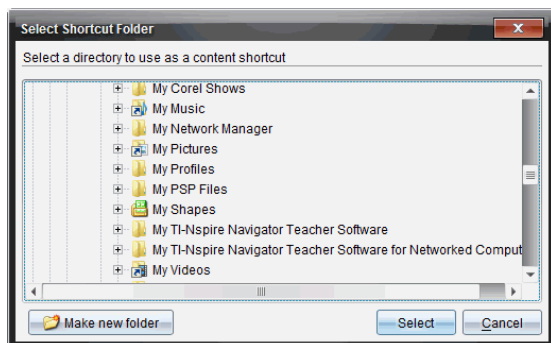 Select Shortcut Folder
Select a directory to use as a content shortcut
My Corel Shows
My Music
My Network Manager
My Pictures
My Profiles
My PSP Files
My Shapes
My TI-Nspire Navigator Teacher Software
My TI-Nspire Navigator Teacher Software for Networked Comput
My Videos
Make new folder
Select
Cancel